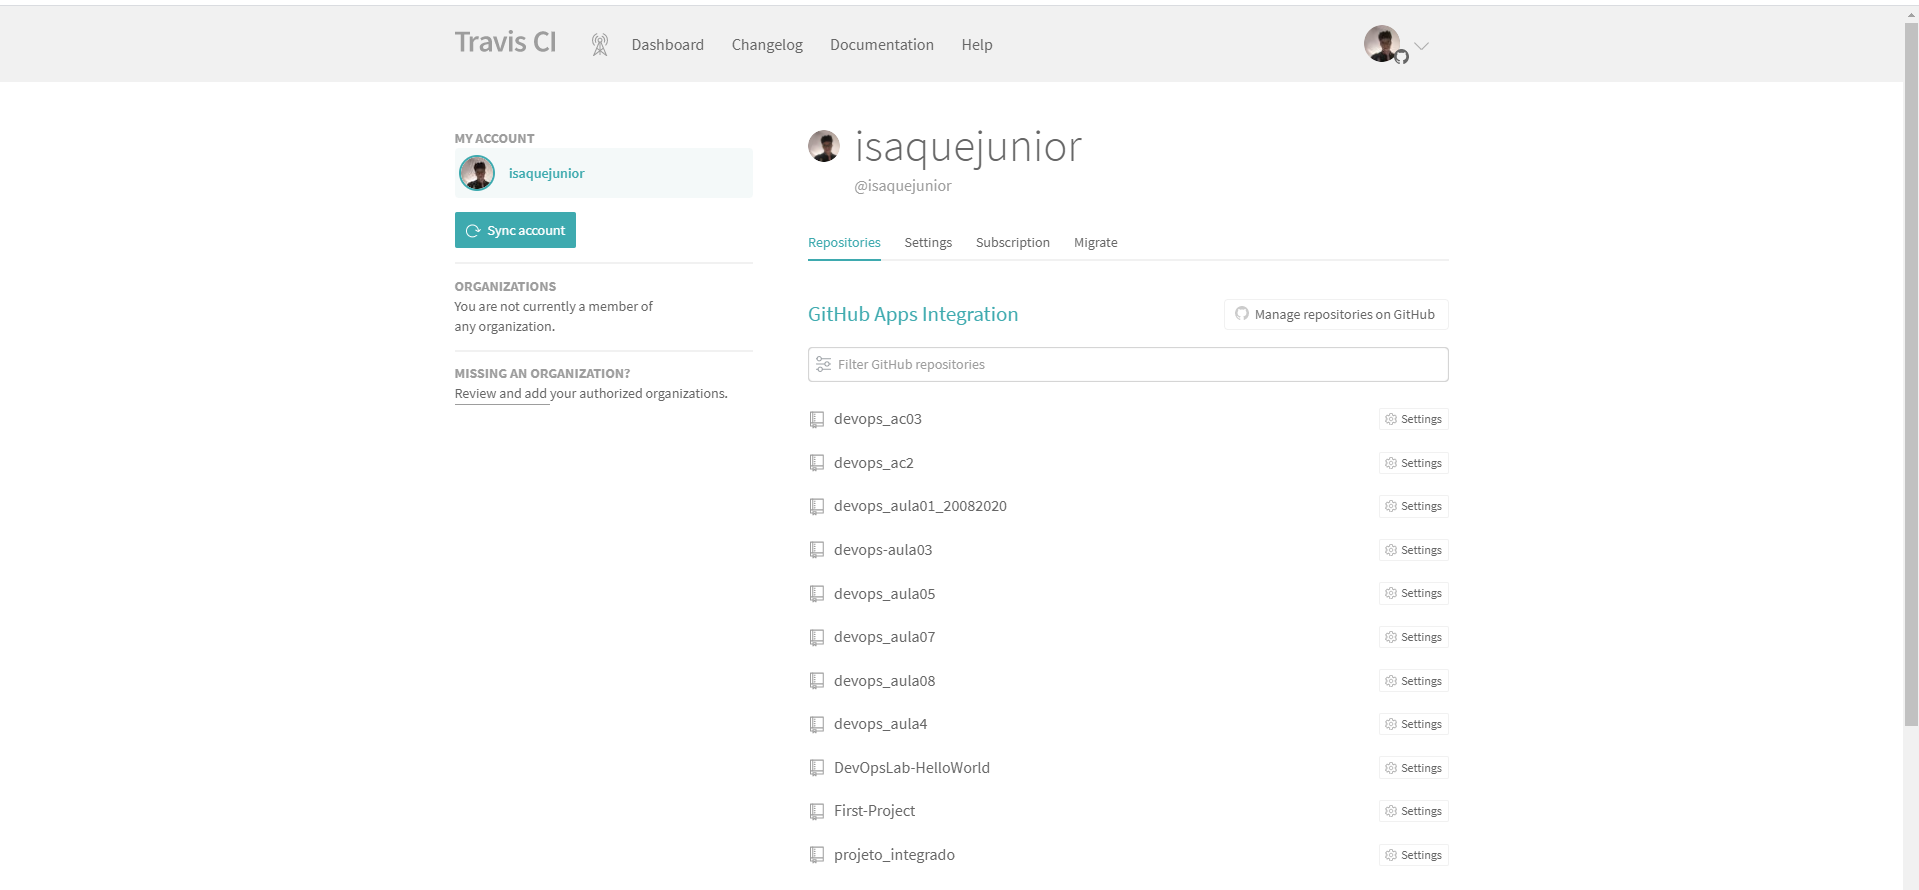 Travis CI
Dashboard
Changelog
Documentation
Help
MY ACCOUNT
isaquejunior
Sync account
ORGANIZATIONS
You are not currently a member of
any organization.
MISSING AN ORGANIZATION?
Review and add your authorized organizations.
isaquejunior
@isaquejunior
Repositories
Settings
Subscription
Migrate
GitHub Apps Integration
Manage repositories on GitHub
Filter GitHub repositories
devops_ac03
Settings
devops_ac2
Settings
devops_aula01_20082020
Settings
devops-aula03
Settings
devops_aula05
Settings
devops_aula07
Settings
devops_aula08
Settings
devops_aula4
Settings
DevOpsLab-HelloWorld
Settings
First-Project
Settings
projeto_integrado
Settings